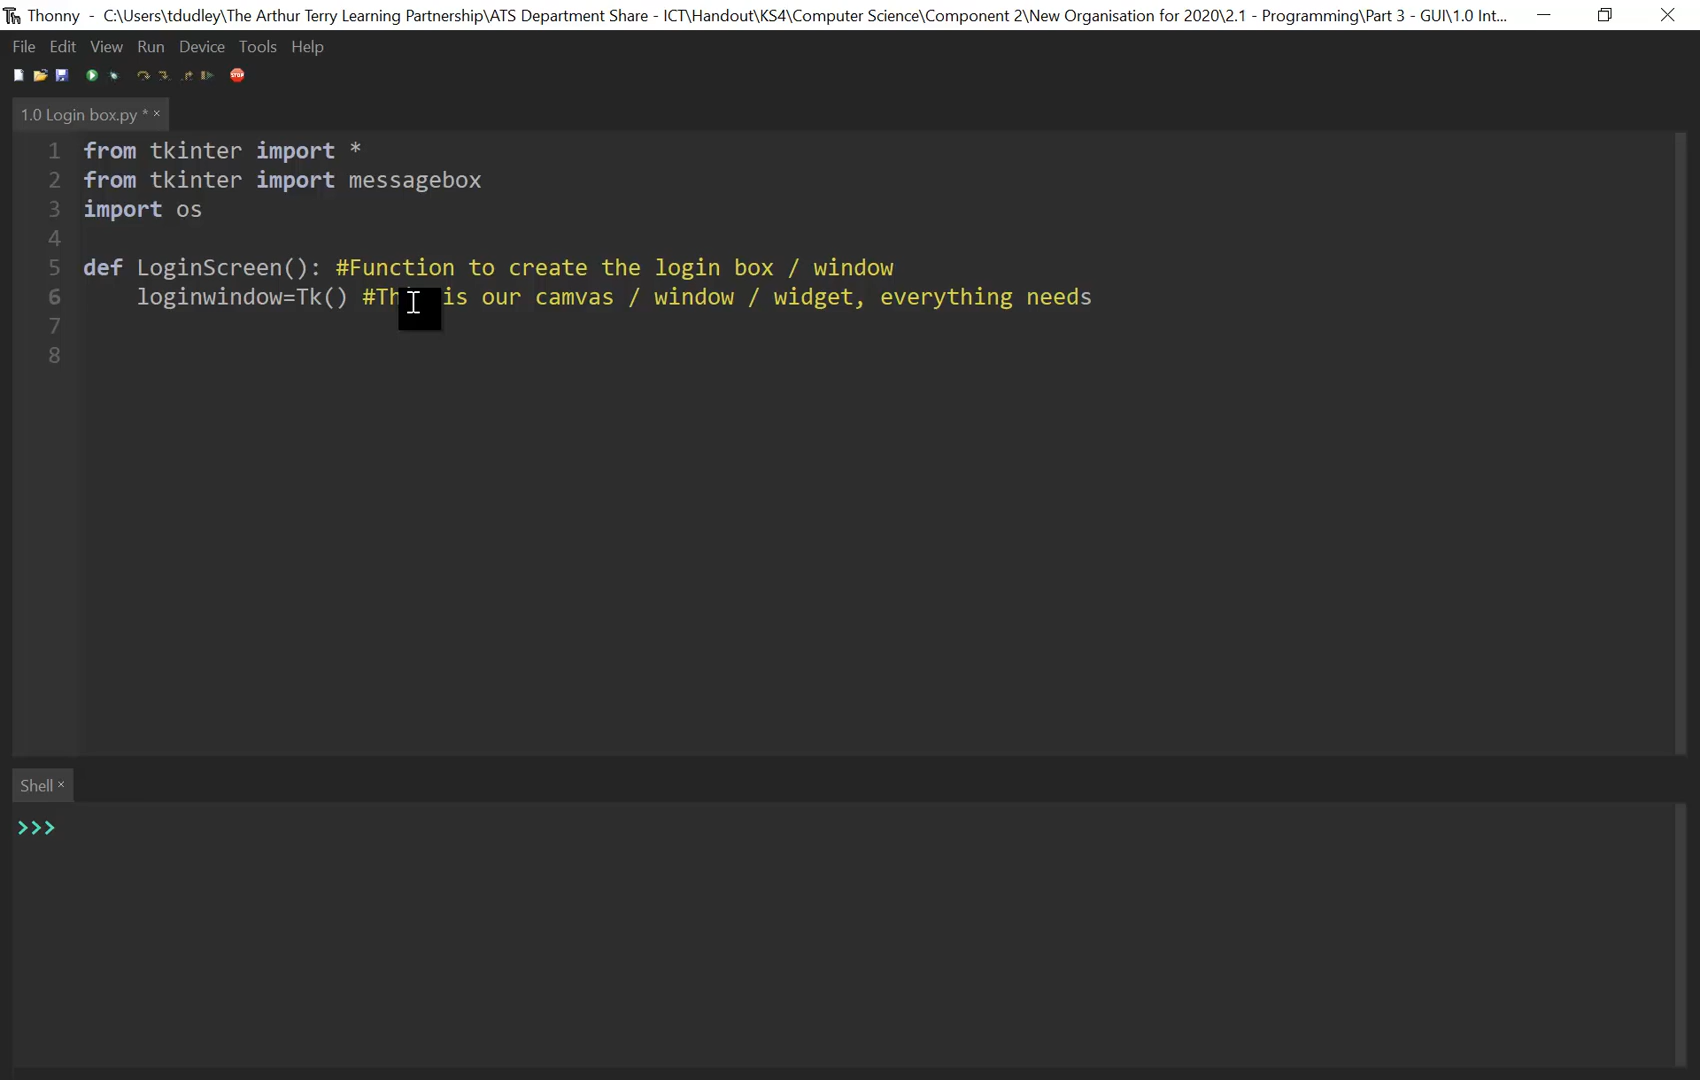 Thonny - C:\Users\tdudley\The Arthur Terry Learning Partnership\ATS Department Share - ICT\Handout\KS4\Computer Science\Component 2\New Organisation for 2020\2.1 - Programming\Part 3 - GUI\1.0 Int...
File Edit View Run Device Tools Help
STOP
1.0 Login box.py * ×
1 from tkinter import *
2 from tkinter import messagebox
3 import os
4
5 def LoginScreen(): #Function to create the login box / window
6 loginwindow=Tk() #Th is our camvas / window / widget, everything needs
7
8
Shell ×
>>>